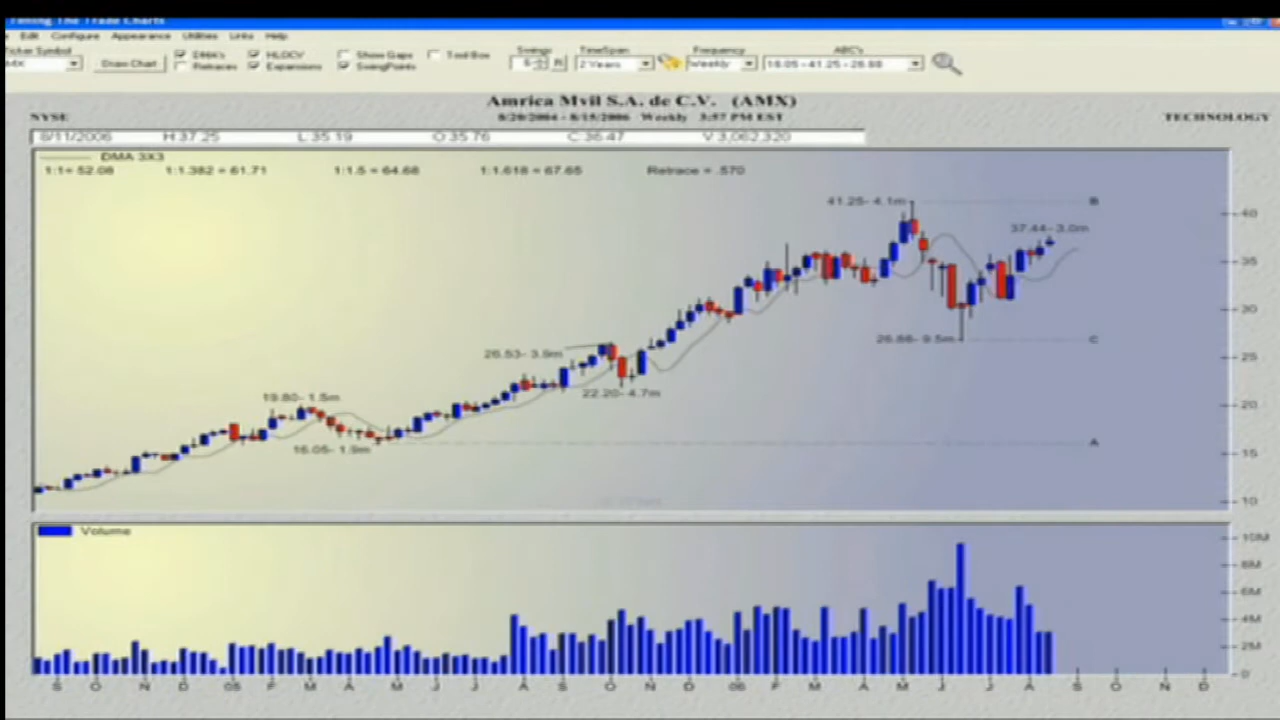 Timing The Trade Charts
Edit Configure Appearance Utilities Links Help
Ticker Symbol
Draw Chart
DMA's HLOCV Show Gaps Tool Box
Retraces Expansions SwingPoints
Swings TimeSpan Frequency ABC's
2 Years Weekly 16.05 - 41.25 - 26.88
Amrica Mvil S.A. de C.V. (AMX)
NYSE 8/20/2004 - 8/15/2006 Weekly 3:57 PM EST TECHNOLOGY
8/11/2006 H:37.25 L:35.19 O:35.76 C:36.47 V:3,062,320
DMA 3X3
1:1= 52.08 1:1.382 = 61.71 1:1.5 = 64.68 1:1.618 = 67.65 Retrace = .570
41.25- 4.1m B
40
37.44- 3.0m
35
30
26.88- 9.5m C
26.53- 3.9m
25
22.20- 4.7m
19.80- 1.5m
20
A
16.05- 1.9m
15
10
Volume
10M
8M
6M
4M
2M
0
S O N D 05 F M A M J J A S O N D 06 F M A M J J A S O N D